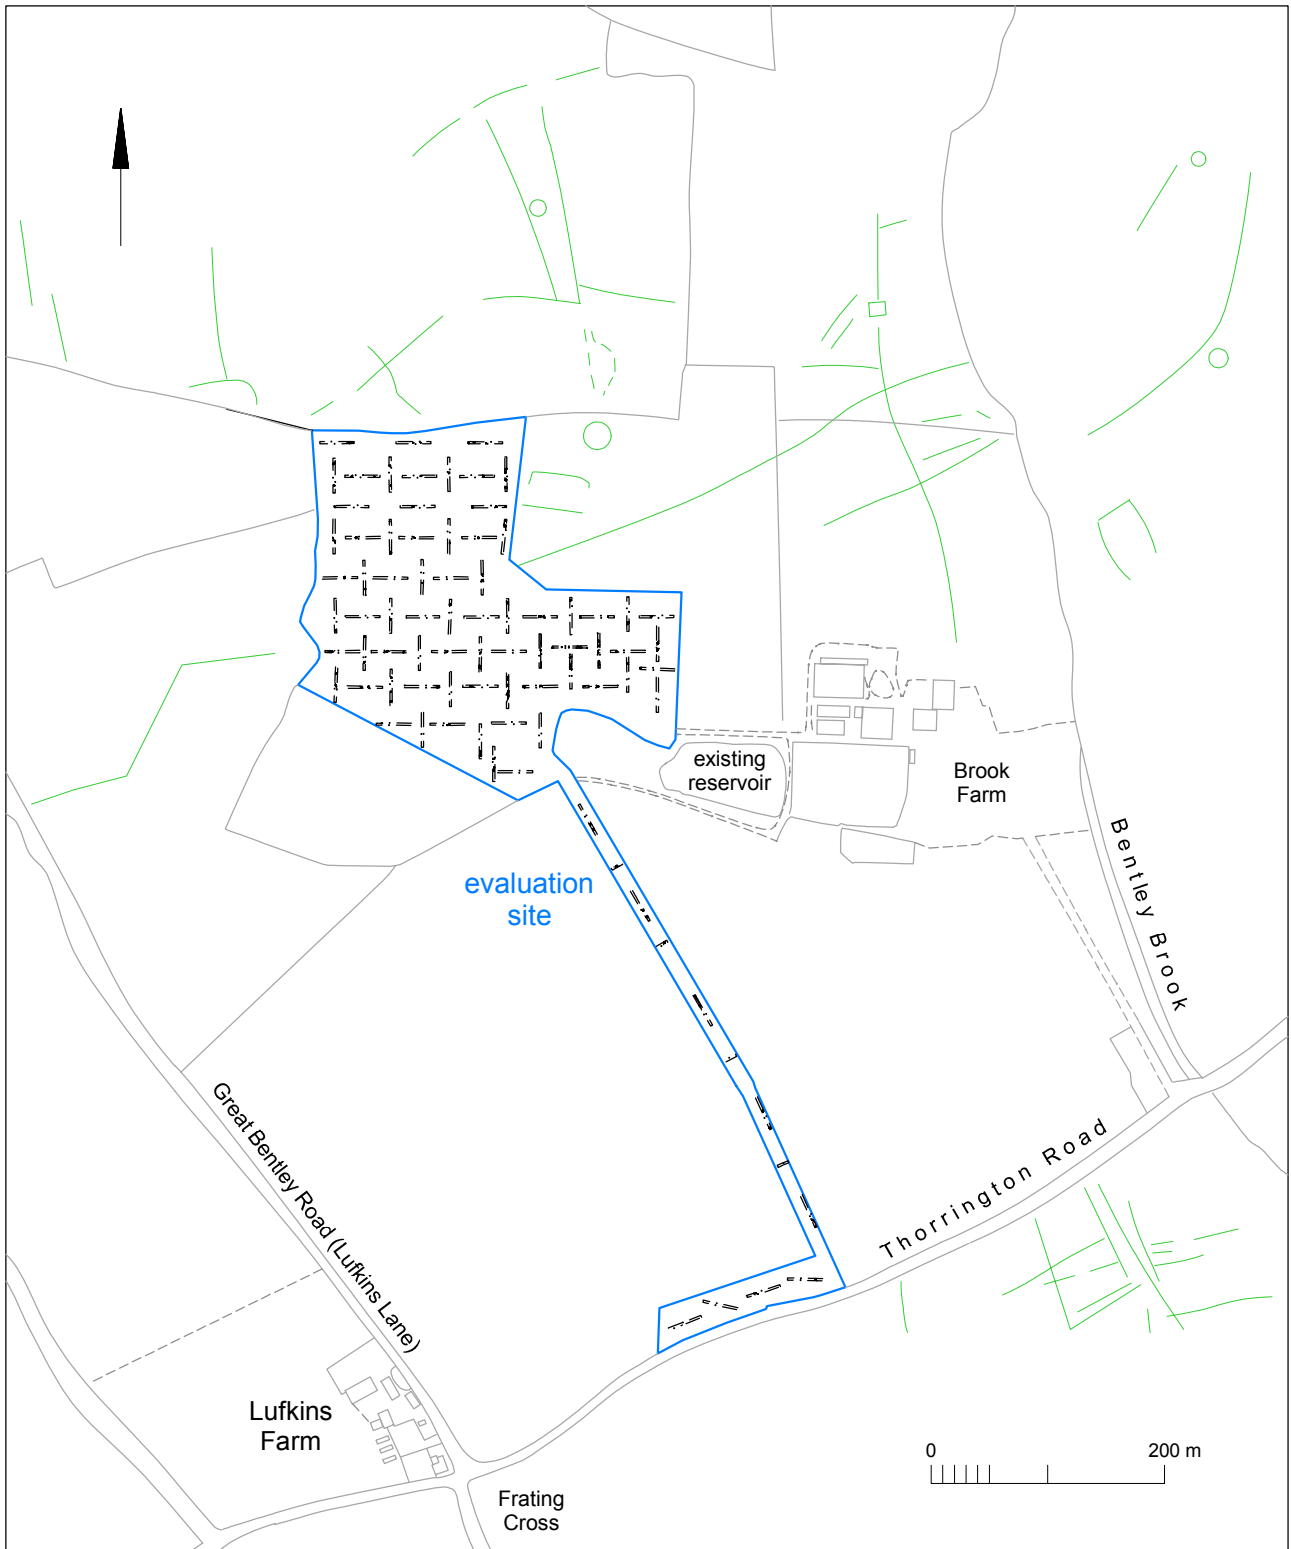 existing
reservoir
Brook
Farm
Bentley Brook
evaluation
site
Great Bentley Road (Lufkins Lane)
Thorrington Road
Lufkins
Farm
0 200 m
Frating
Cross